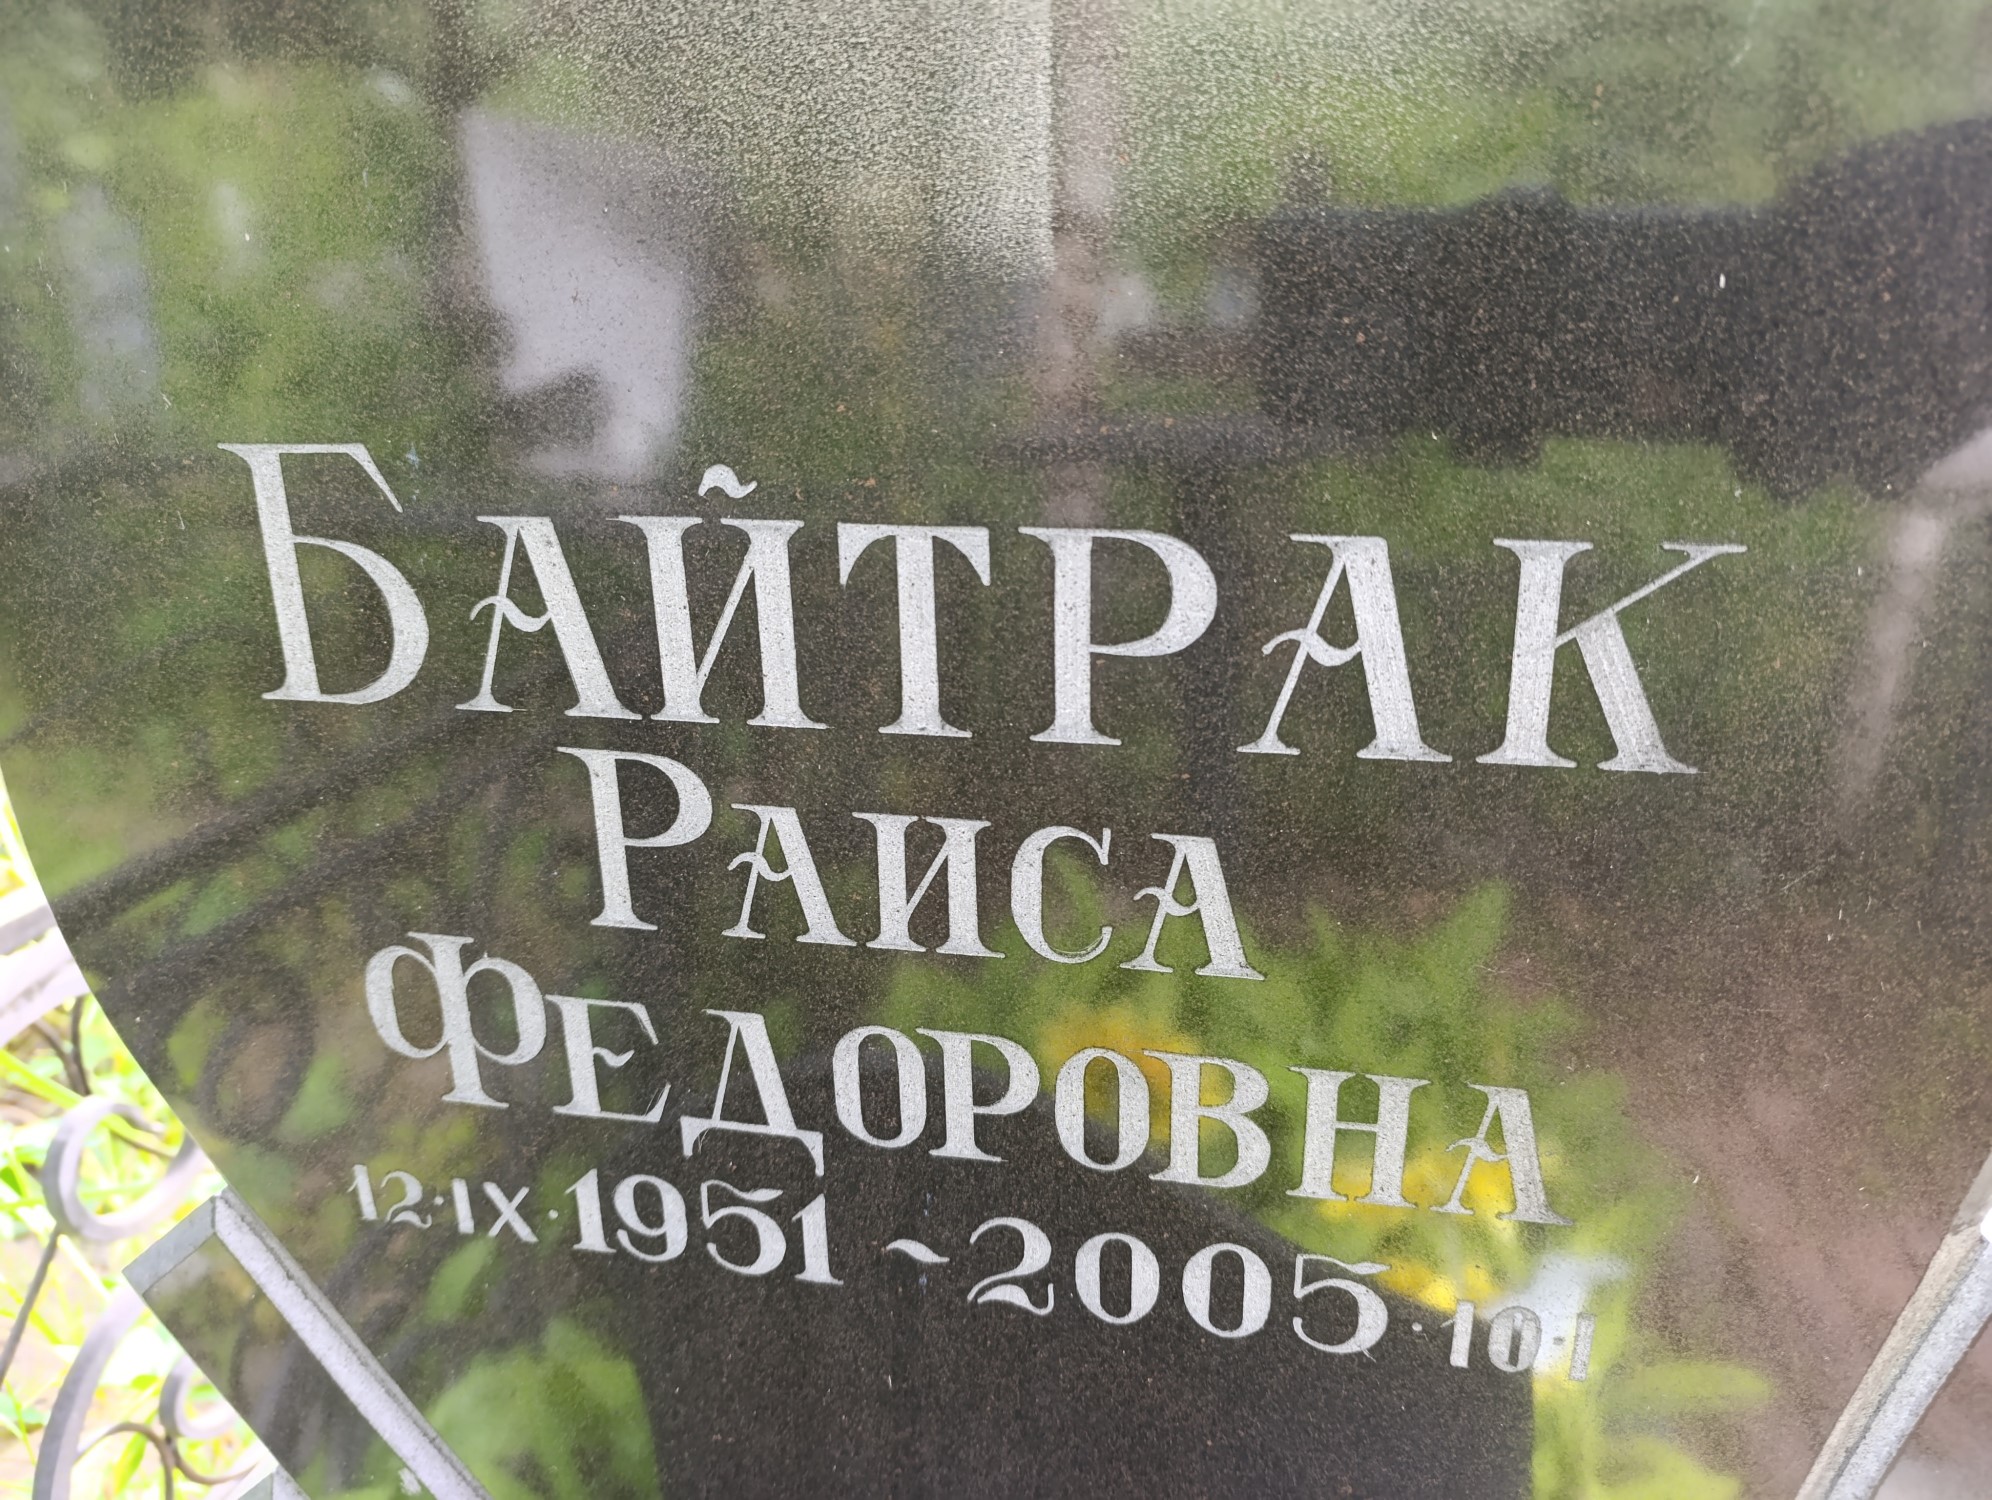 БАЙТРАК
РАИСА
ФЕДОРОВНА
12·IX·1951 ~ 2005·10·I